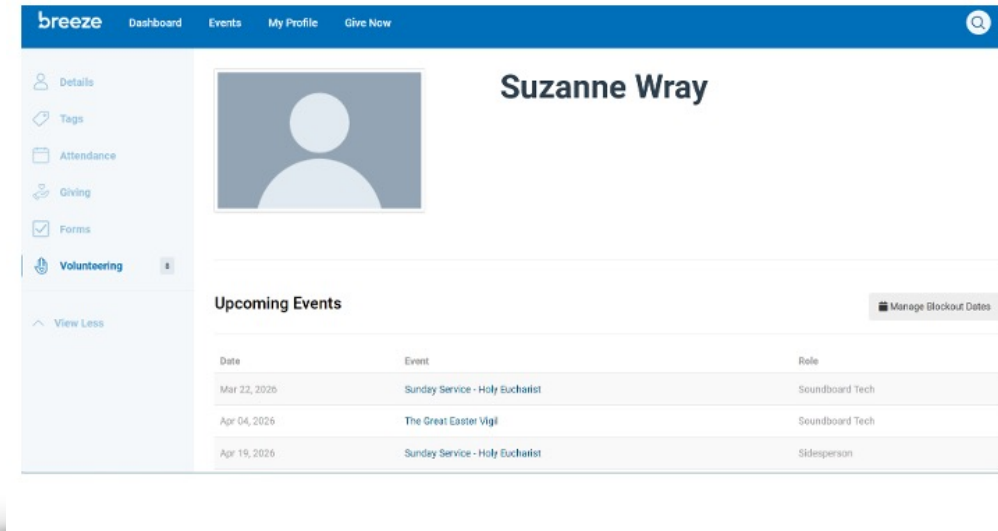 breeze Dashboard Events My Profile Give Now
Details
Tags
Attendance
Giving
Forms
Volunteering 8
View Less
Suzanne Wray
Upcoming Events
Manage Blockout Dates
Date Event Role
Mar 22, 2026 Sunday Service - Holy Eucharist Soundboard Tech
Apr 04, 2026 The Great Easter Vigil Soundboard Tech
Apr 19, 2026 Sunday Service - Holy Eucharist Sidesperson